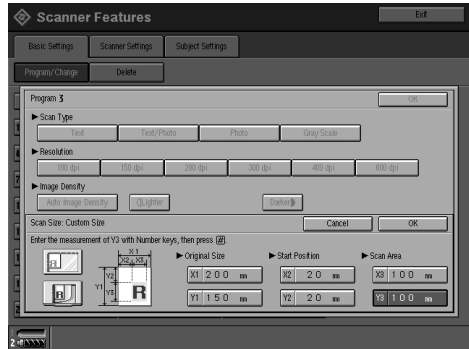 Scanner Features
Exit
Basic Settings Scanner Settings Subject Settings
Program/Change Delete
Program 3 OK
►Scan Type
Text Text/Photo Photo Gray Scale
►Resolution
100 dpi 150 dpi 200 dpi 300 dpi 400 dpi 600 dpi
►Image Density
Auto Image Density Lighter Darker
Scan Size: Custom Size Cancel OK
Enter the measurement of Y3 with Number keys, then press [#].
►Original Size ►Start Position ►Scan Area
X1
X2 X3
Y1 Y2 Y3
R R R
X1 200 mm X2 20 mm X3 100 mm
Y1 150 mm Y2 20 mm Y3 100 mm